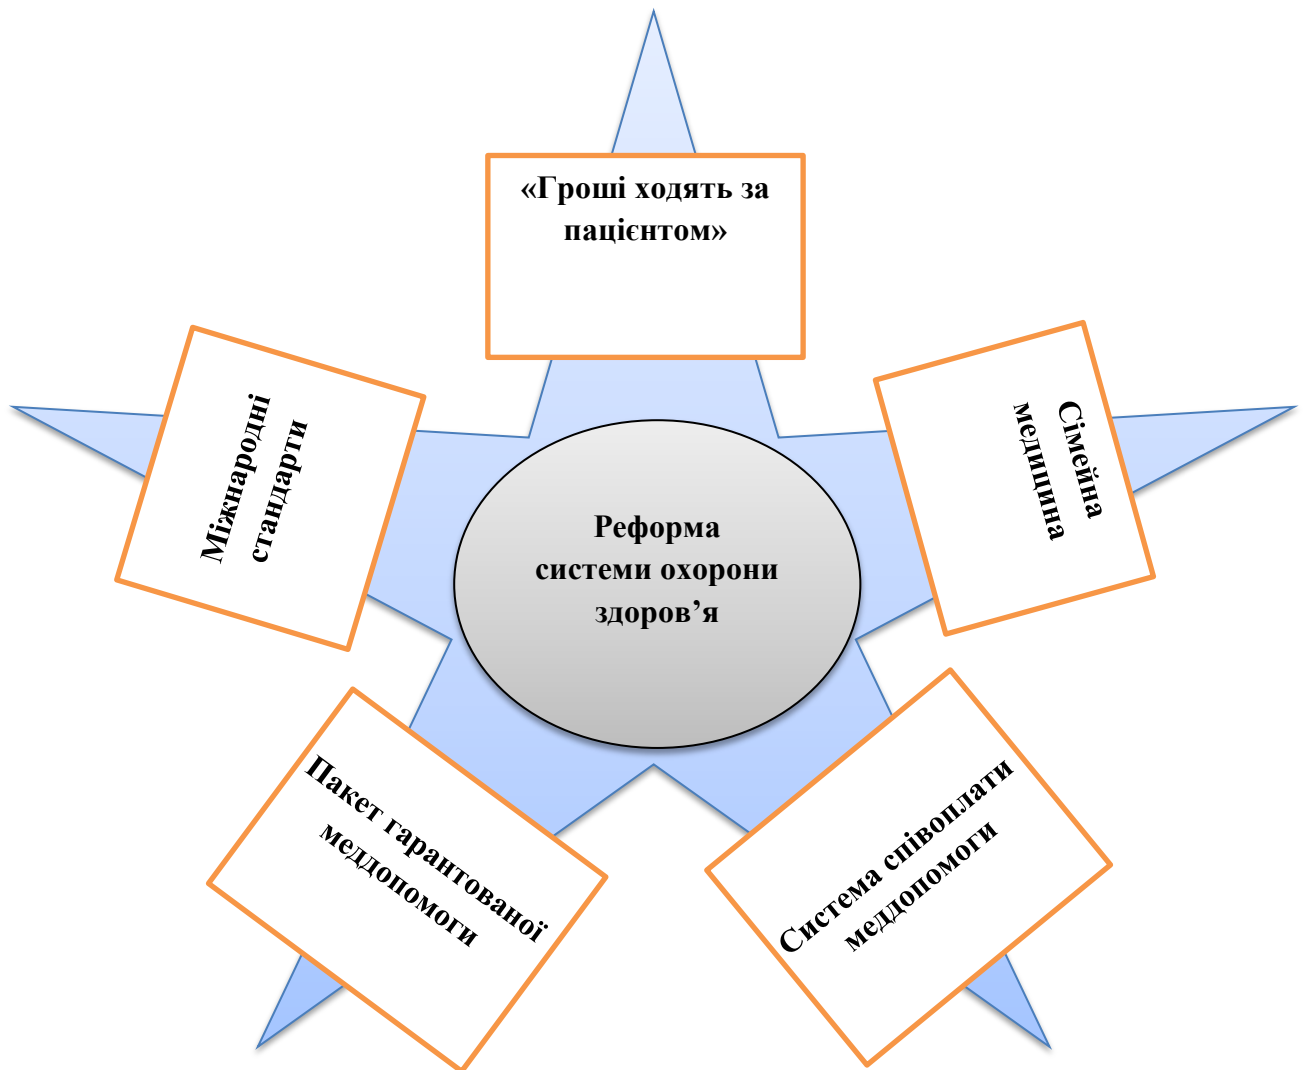 «Гроші ходять за
пацієнтом»
Міжнародні
стандарти
Сімейна
медицина
Реформа
системи охорони
здоров’я
Пакет гарантованої
меддопомоги
Система співоплати
меддопомоги